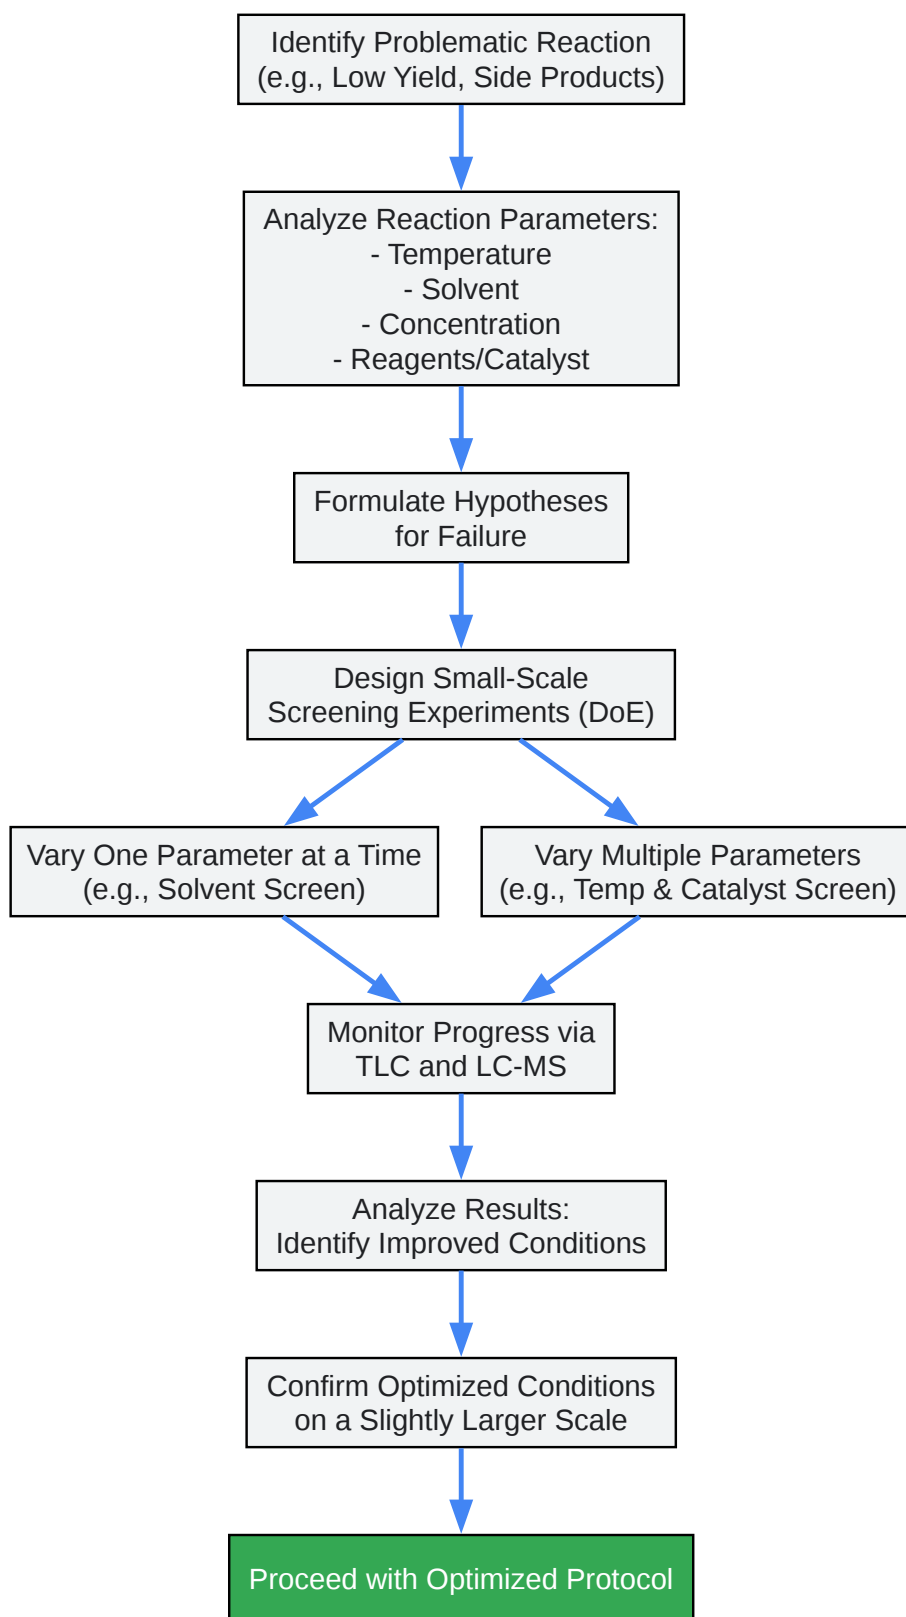 Identify Problematic Reaction
(e.g., Low Yield, Side Products)
Analyze Reaction Parameters:
- Temperature
- Solvent
- Concentration
- Reagents/Catalyst
Formulate Hypotheses
for Failure
Design Small-Scale
Screening Experiments (DoE)
Vary One Parameter at a Time
(e.g., Solvent Screen)
Vary Multiple Parameters
(e.g., Temp & Catalyst Screen)
Monitor Progress via
TLC and LC-MS
Analyze Results:
Identify Improved Conditions
Confirm Optimized Conditions
on a Slightly Larger Scale
Proceed with Optimized Protocol